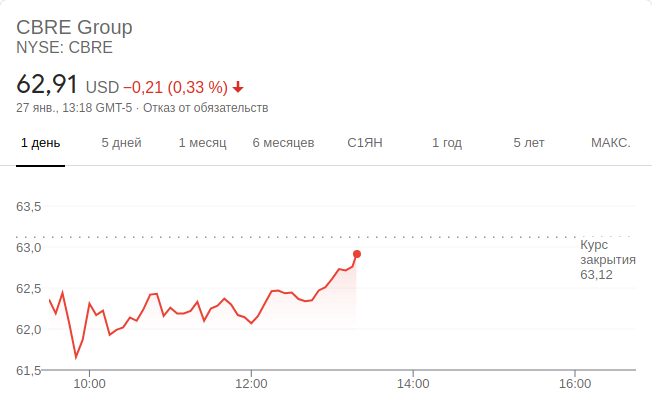 CBRE Group
NYSE: CBRE
62,91 USD −0,21 (0,33 %)
27 янв., 13:18 GMT-5 · Отказ от обязательств
1 день 5 дней 1 месяц 6 месяцев С1ЯН 1 год 5 лет МАКС.
63,5
63,0
62,5
62,0
61,5
Курс
закрытия
63,12
10:00 12:00 14:00 16:00